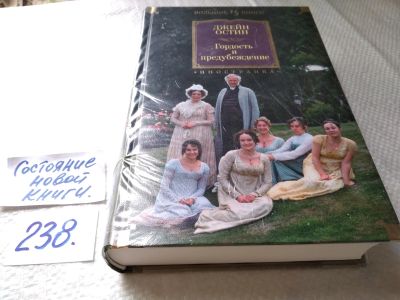 ДЖЕЙН
ОСТИН
Гордость
и
предубеждение
•ИНОСТРАНКА•
Состояние
новой
книги.
238.